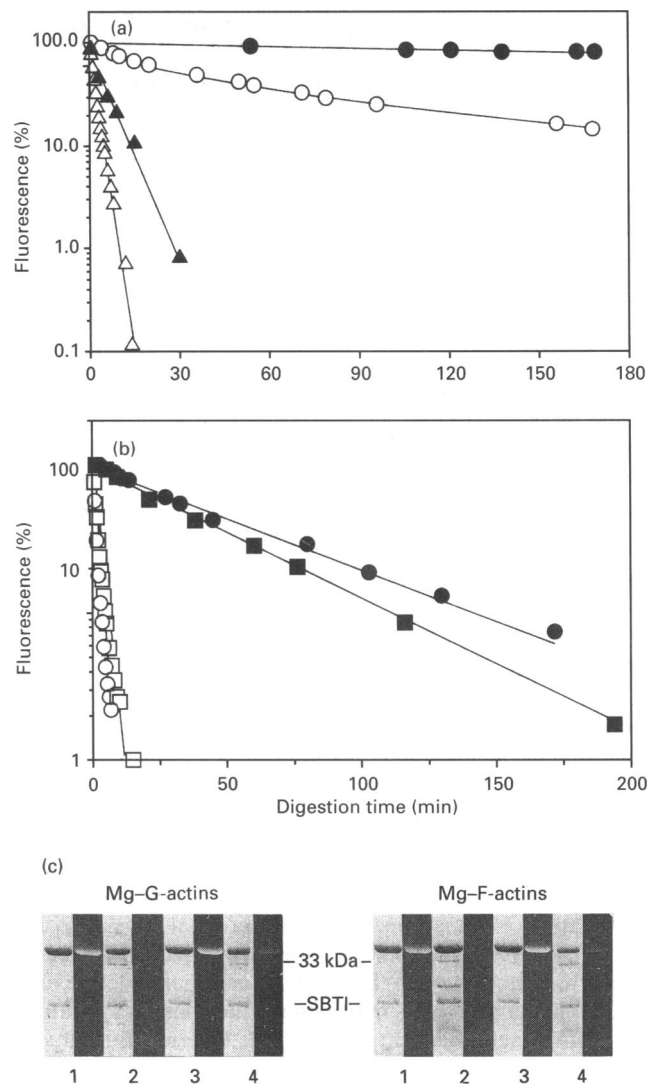 (a)
Fluorescence (%)
100.0
10.0
1.0
0.1
0 30 60 90 120 150 180
(b)
Fluorescence (%)
100
10
1
0 50 100 150 200
Digestion time (min)
(c)
Mg–G-actins Mg–F-actins
– 33 kDa –
–SBTI–
1 2 3 4 1 2 3 4